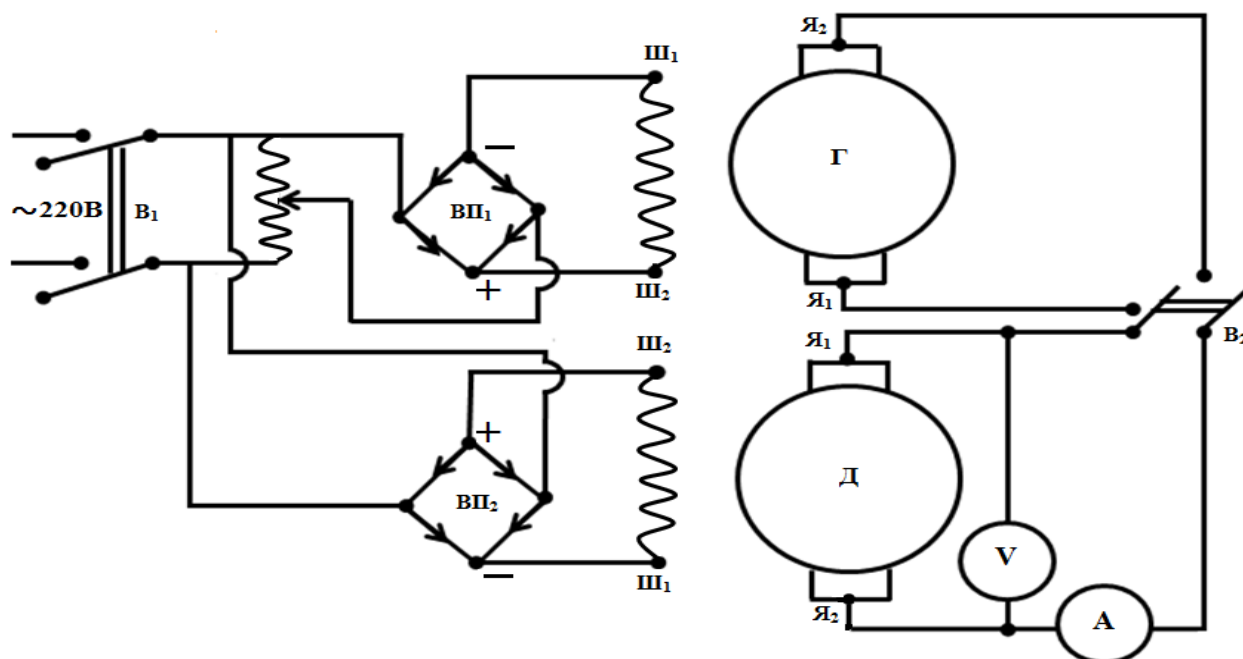 Я₂
Ш₁
Г
~220В
В₁
ВП₁
−
+
Ш₂
Я₁
В₂
Я₁
Ш₂
+
ВП₂
−
Ш₁
Д
V
Я₂
А